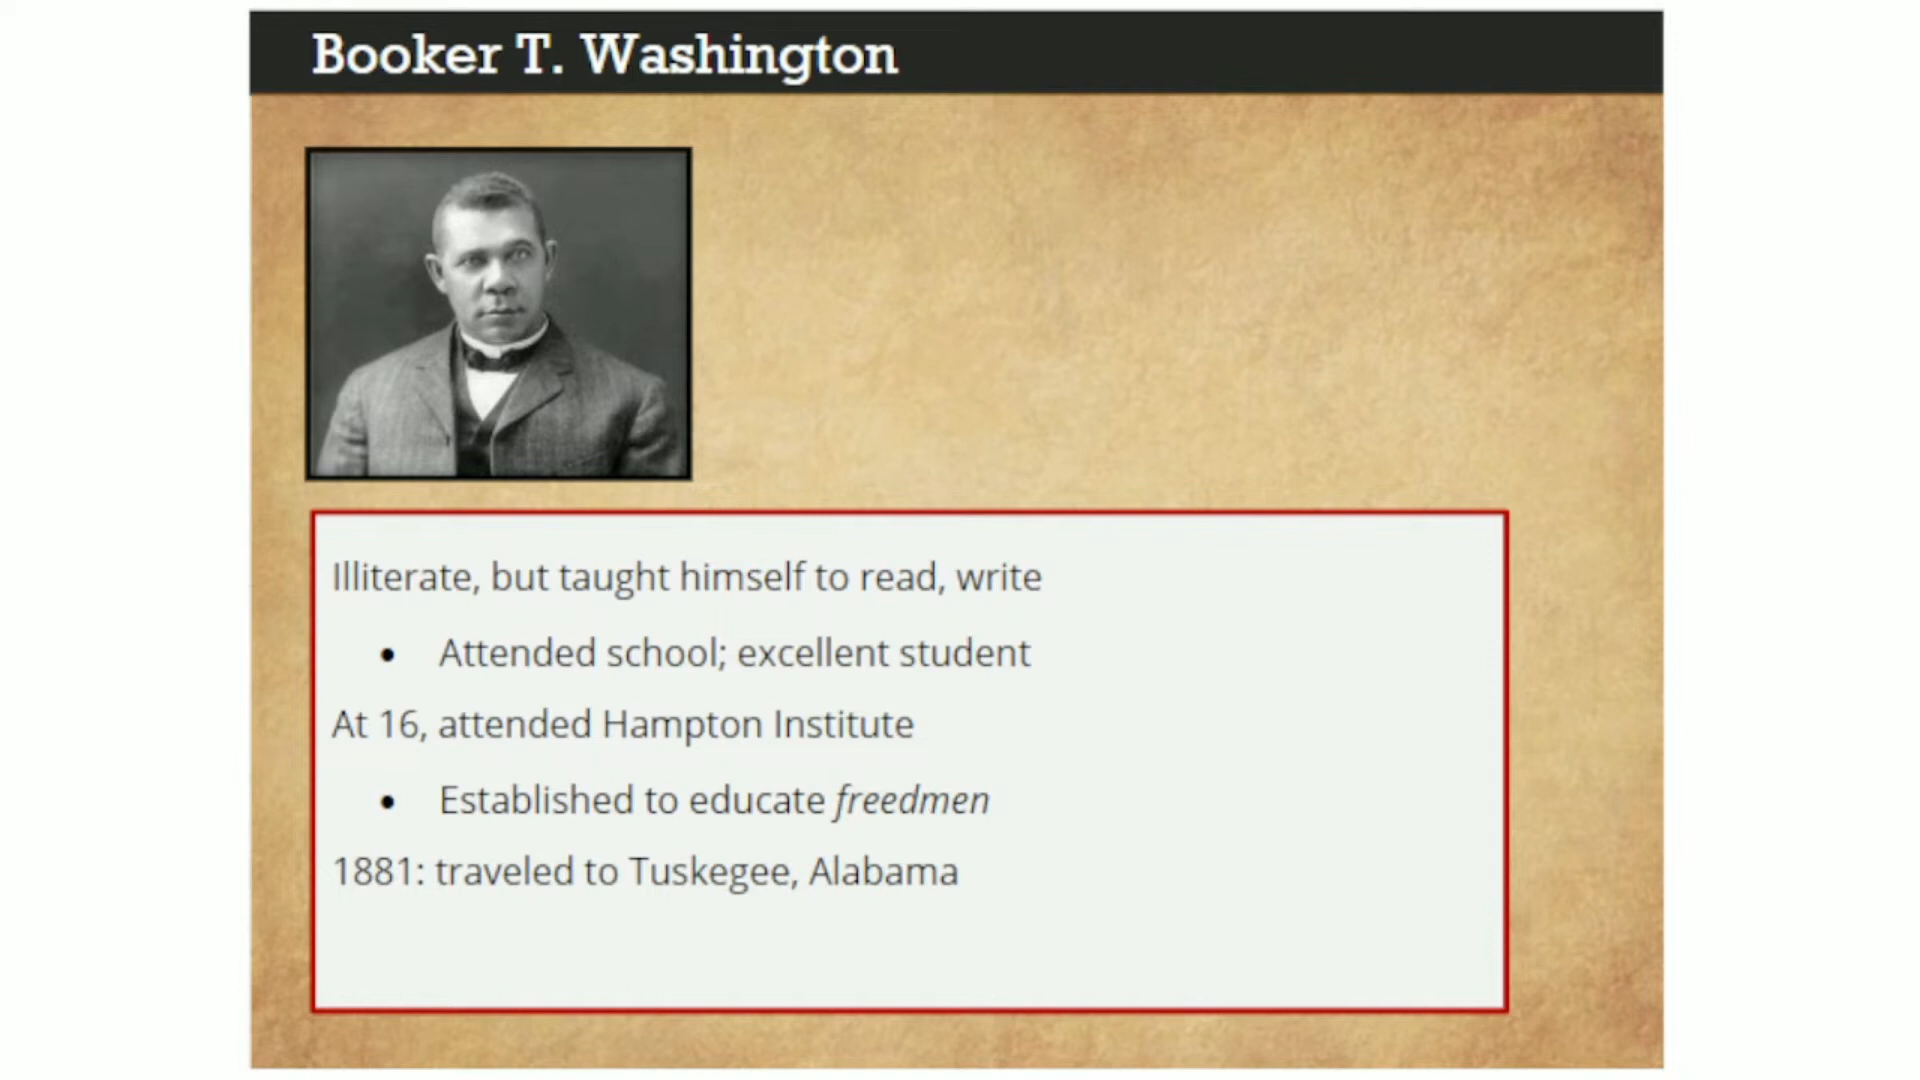 Booker T. Washington
Illiterate, but taught himself to read, write
• Attended school; excellent student
At 16, attended Hampton Institute
• Established to educate freedmen
1881: traveled to Tuskegee, Alabama